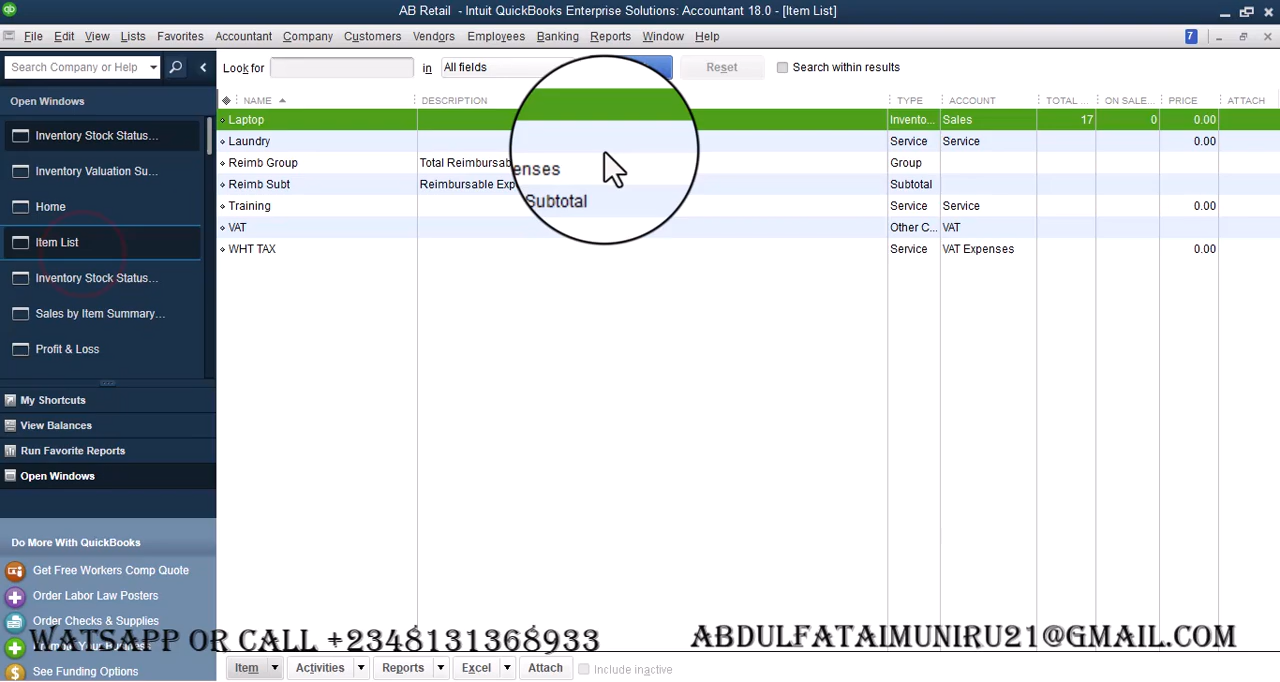 AB Retail - Intuit QuickBooks Enterprise Solutions: Accountant 18.0 - [Item List]
File Edit View Lists Favorites Accountant Company Customers Vendors Employees Banking Reports Window Help 7
Search Company or Help
Look for in All fields Reset Search within results
Open Windows
Inventory Stock Status...
Inventory Valuation Su...
Home
Item List
Inventory Stock Status...
Sales by Item Summary...
Profit & Loss
My Shortcuts
View Balances
Run Favorite Reports
Open Windows
Do More With QuickBooks
Get Free Workers Comp Quote
Order Labor Law Posters
Order Checks & Supplies
See Funding Options
NAME DESCRIPTION TYPE ACCOUNT TOTAL ... ON SALE... PRICE ATTACH
Laptop Invento... Sales 17 0 0.00
Laundry Service Service 0.00
Reimb Group Total Reimbursab Group
enses
Reimb Subt Reimbursable Exp Subtotal
Subtotal
Training Service Service 0.00
VAT Other C... VAT
WHT TAX Service VAT Expenses 0.00
WATSAPP OR CALL +2348131368933
ABDULFATAIMUNIRU21@GMAIL.COM
Item Activities Reports Excel Attach Include inactive